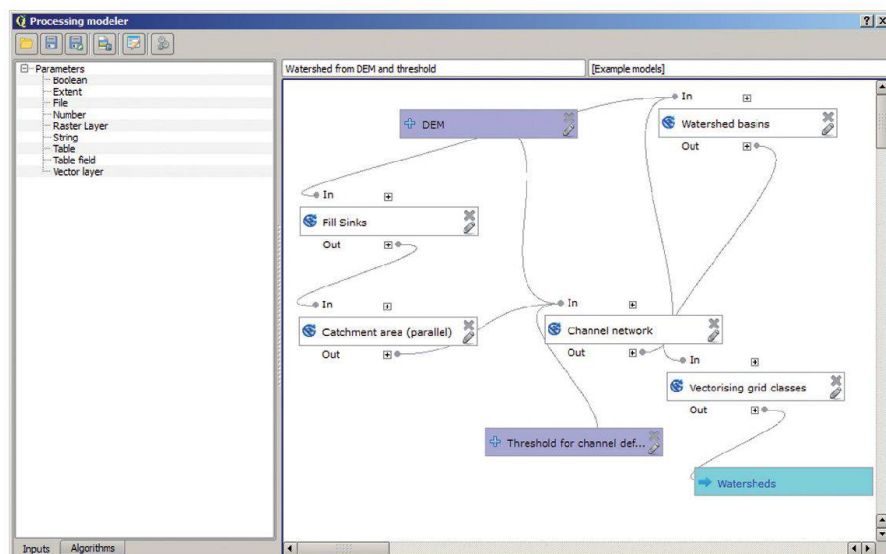 Processing modeler
Parameters
Boolean
Extent
File
Number
Raster Layer
String
Table
Table field
Vector layer
Inputs
Algorithms
Watershed from DEM and threshold
[Example models]
DEM
In
Watershed basins
Out
In
Fill Sinks
Out
In
Catchment area (parallel)
Out
In
Channel network
Out
In
Vectorising grid classes
Out
Threshold for channel def...
Watersheds